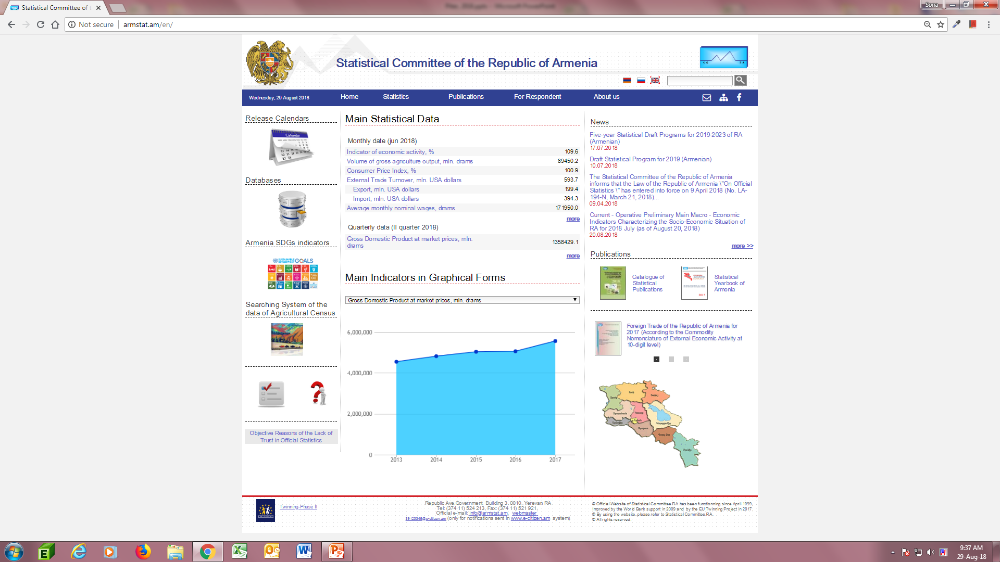 Statistical Committee of t
Sona
Not secure
armstat.am/en/
Statistical Committee of the Republic of Armenia
Wednesday, 29 August 2018
Home
Statistics
Publications
For Respondent
About us
Release Calendars
Calendar
Databases
Armenia SDGs indicators
SUSTAINABLE DEVELOPMENT GOALS
Searching System of the
data of Agricultural Census
Objective Reasons of the Lack of
Trust in Official Statistics
Main Statistical Data
Monthly date (jun 2018)
Indicator of economic activity, % 109.6
Volume of gross agriculture output, mln. drams 89450.2
Consumer Price Index, % 100.9
External Trade Turnover, mln. USA dollars 593.7
Export, mln. USA dollars 199.4
Import, mln. USA dollars 394.3
Average monthly nominal wages, drams 171950.0
more
Quarterly data (II quarter 2018)
Gross Domestic Product at market prices, mln.
drams 1358429.1
more
Main Indicators in Graphical Forms
Gross Domestic Product at market prices, mln. drams
6,000,000
4,000,000
2,000,000
0
2013 2014 2015 2016 2017
News
Five-year Statistical Draft Programs for 2019-2023 of RA
(Armenian)
17.07.2018
Draft Statistical Program for 2019 (Armenian)
10.07.2018
The Statistical Committee of the Republic of Armenia
informs that the Law of the Republic of Armenia \"On Official
Statistics \" has entered into force on 9 April 2018 (No. LA-
194-N, March 21, 2018)...
09.04.2018
Current - Operative Preliminary Main Macro - Economic
Indicators Characterizing the Socio-Economic Situation of
RA for 2018 July (as of August 20, 2018)
20.08.2018
more >>
Publications
2018
Catalogue of
Statistical
Publications
2017
Statistical
Yearbook of
Armenia
Foreign Trade of the Republic of Armenia for
2017 (According to the Commodity
Nomenclature of External Economic Activity at
10-digit level)
TWINNING
Twinning-Phase II
Republic Ave,Government Building 3, 0010, Yerevan RA
Tel: (374 11) 524 213, Fax: (374 11) 521 921,
Official e-mail: info@armstat.am, webmaster
39123345@e-citizen.am (only for notifications sent in www.e-citizen.am system)
© Official Website of Statistical Committee RA has been functionning since April 1999,
Improved by the World Bank support in 2009 and by the EU Twinning Project in 2017.
© By using the website, please refer to Statistical Committee RA.
© All rights reserved.
9:37 AM
29-Aug-18